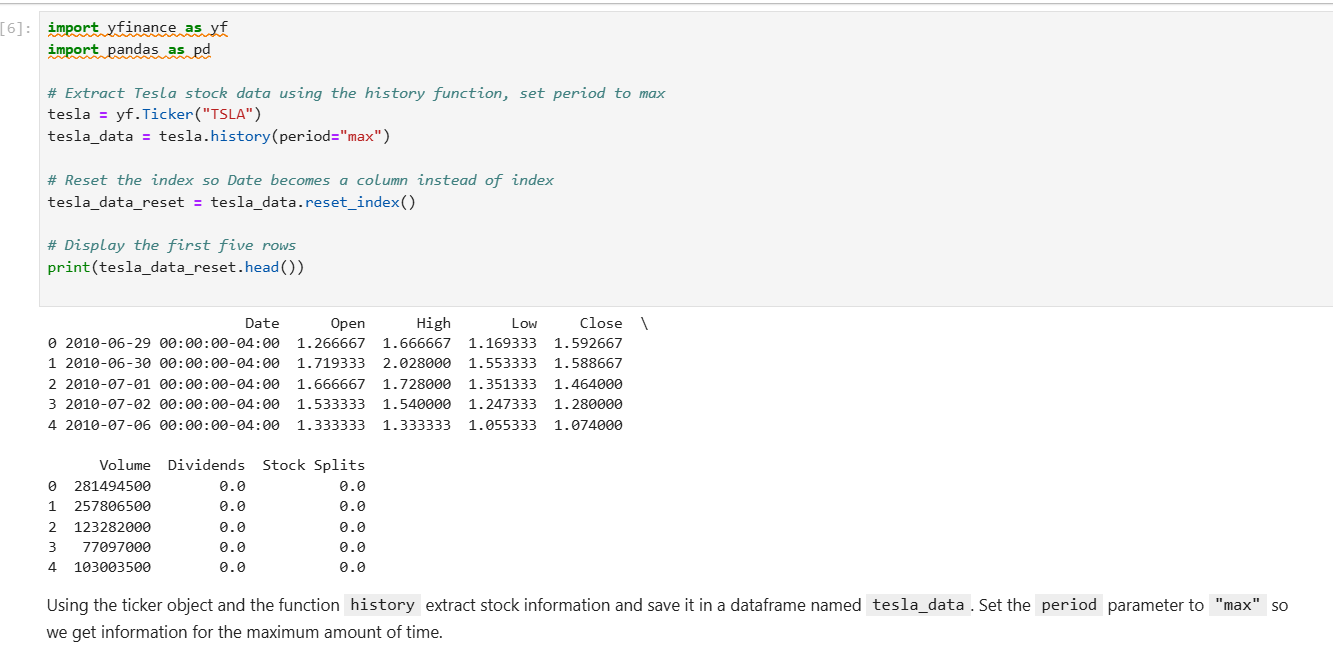 [6]:
import yfinance as yf
import pandas as pd
# Extract Tesla stock data using the history function, set period to max
tesla = yf.Ticker("TSLA")
tesla_data = tesla.history(period="max")
# Reset the index so Date becomes a column instead of index
tesla_data_reset = tesla_data.reset_index()
# Display the first five rows
print(tesla_data_reset.head())
Date Open High Low Close \
0 2010-06-29 00:00:00-04:00 1.266667 1.666667 1.169333 1.592667
1 2010-06-30 00:00:00-04:00 1.719333 2.028000 1.553333 1.588667
2 2010-07-01 00:00:00-04:00 1.666667 1.728000 1.351333 1.464000
3 2010-07-02 00:00:00-04:00 1.533333 1.540000 1.247333 1.280000
4 2010-07-06 00:00:00-04:00 1.333333 1.333333 1.055333 1.074000
Volume Dividends Stock Splits
0 281494500 0.0 0.0
1 257806500 0.0 0.0
2 123282000 0.0 0.0
3 77097000 0.0 0.0
4 103003500 0.0 0.0
Using the ticker object and the function history extract stock information and save it in a dataframe named tesla_data. Set the period parameter to "max" so
we get information for the maximum amount of time.